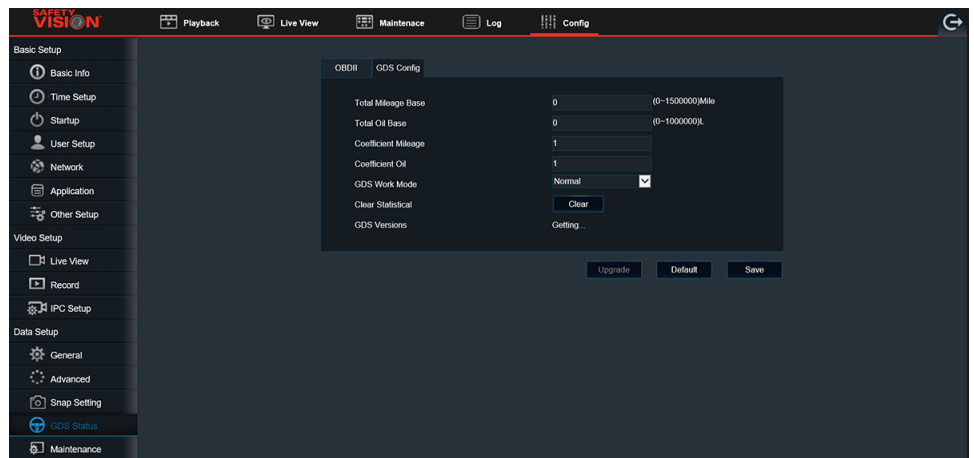 SAFETY
VISION
Playback
Live View
Maintenace
Log
Config
Basic Setup
Basic Info
Time Setup
Startup
User Setup
Network
Application
Other Setup
Video Setup
Live View
Record
IPC Setup
Data Setup
General
Advanced
Snap Setting
GDS Status
Maintenance
OBDII GDS Config
Total Mileage Base 0 (0~1500000)Mile
Total Oil Base 0 (0~1000000)L
Coefficient Mileage 1
Coefficient Oil 1
GDS Work Mode Normal
Clear Statistical Clear
GDS Versions Getting...
Upgrade Default Save